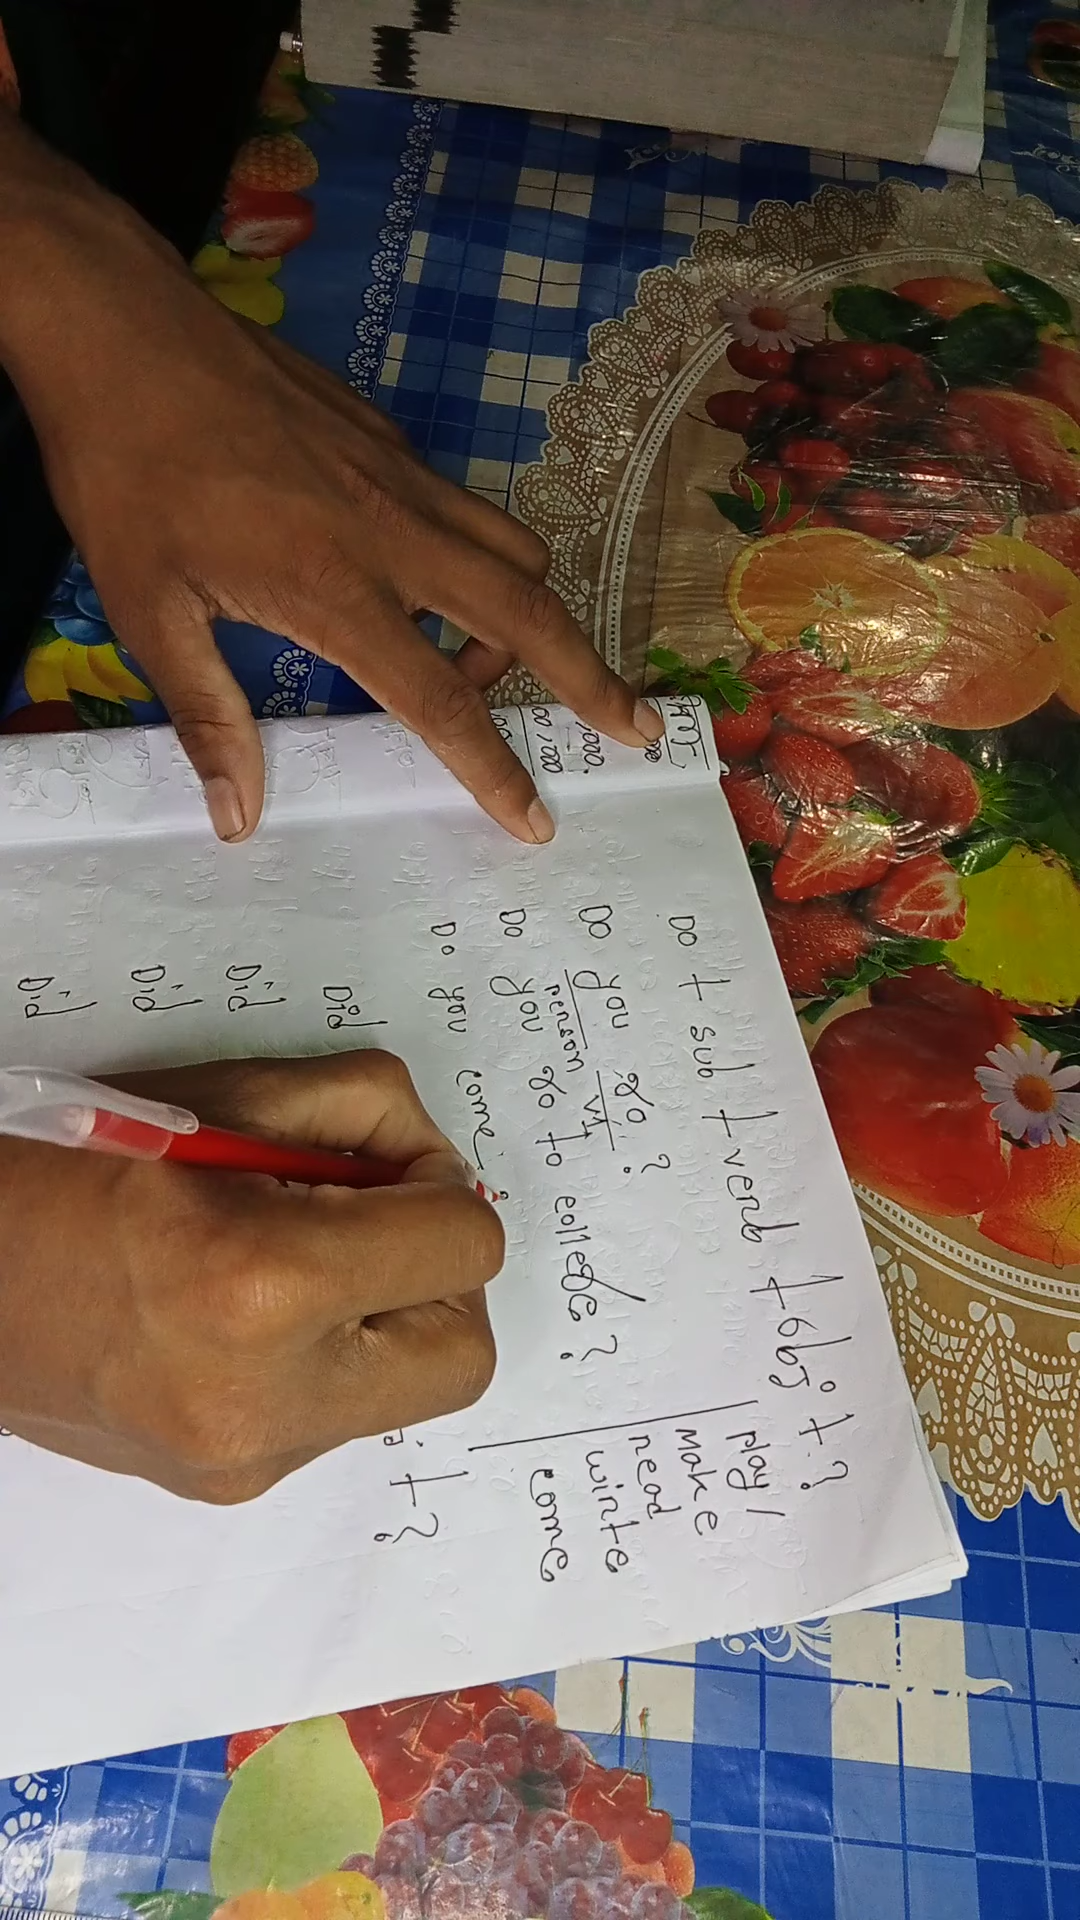 Do + sub + verb + obj + ?
Do you go ?
person v1
Do you go to college ?
Do you come
play /
make
read
wirte
come
Did
j + ?
Did
Did
Did